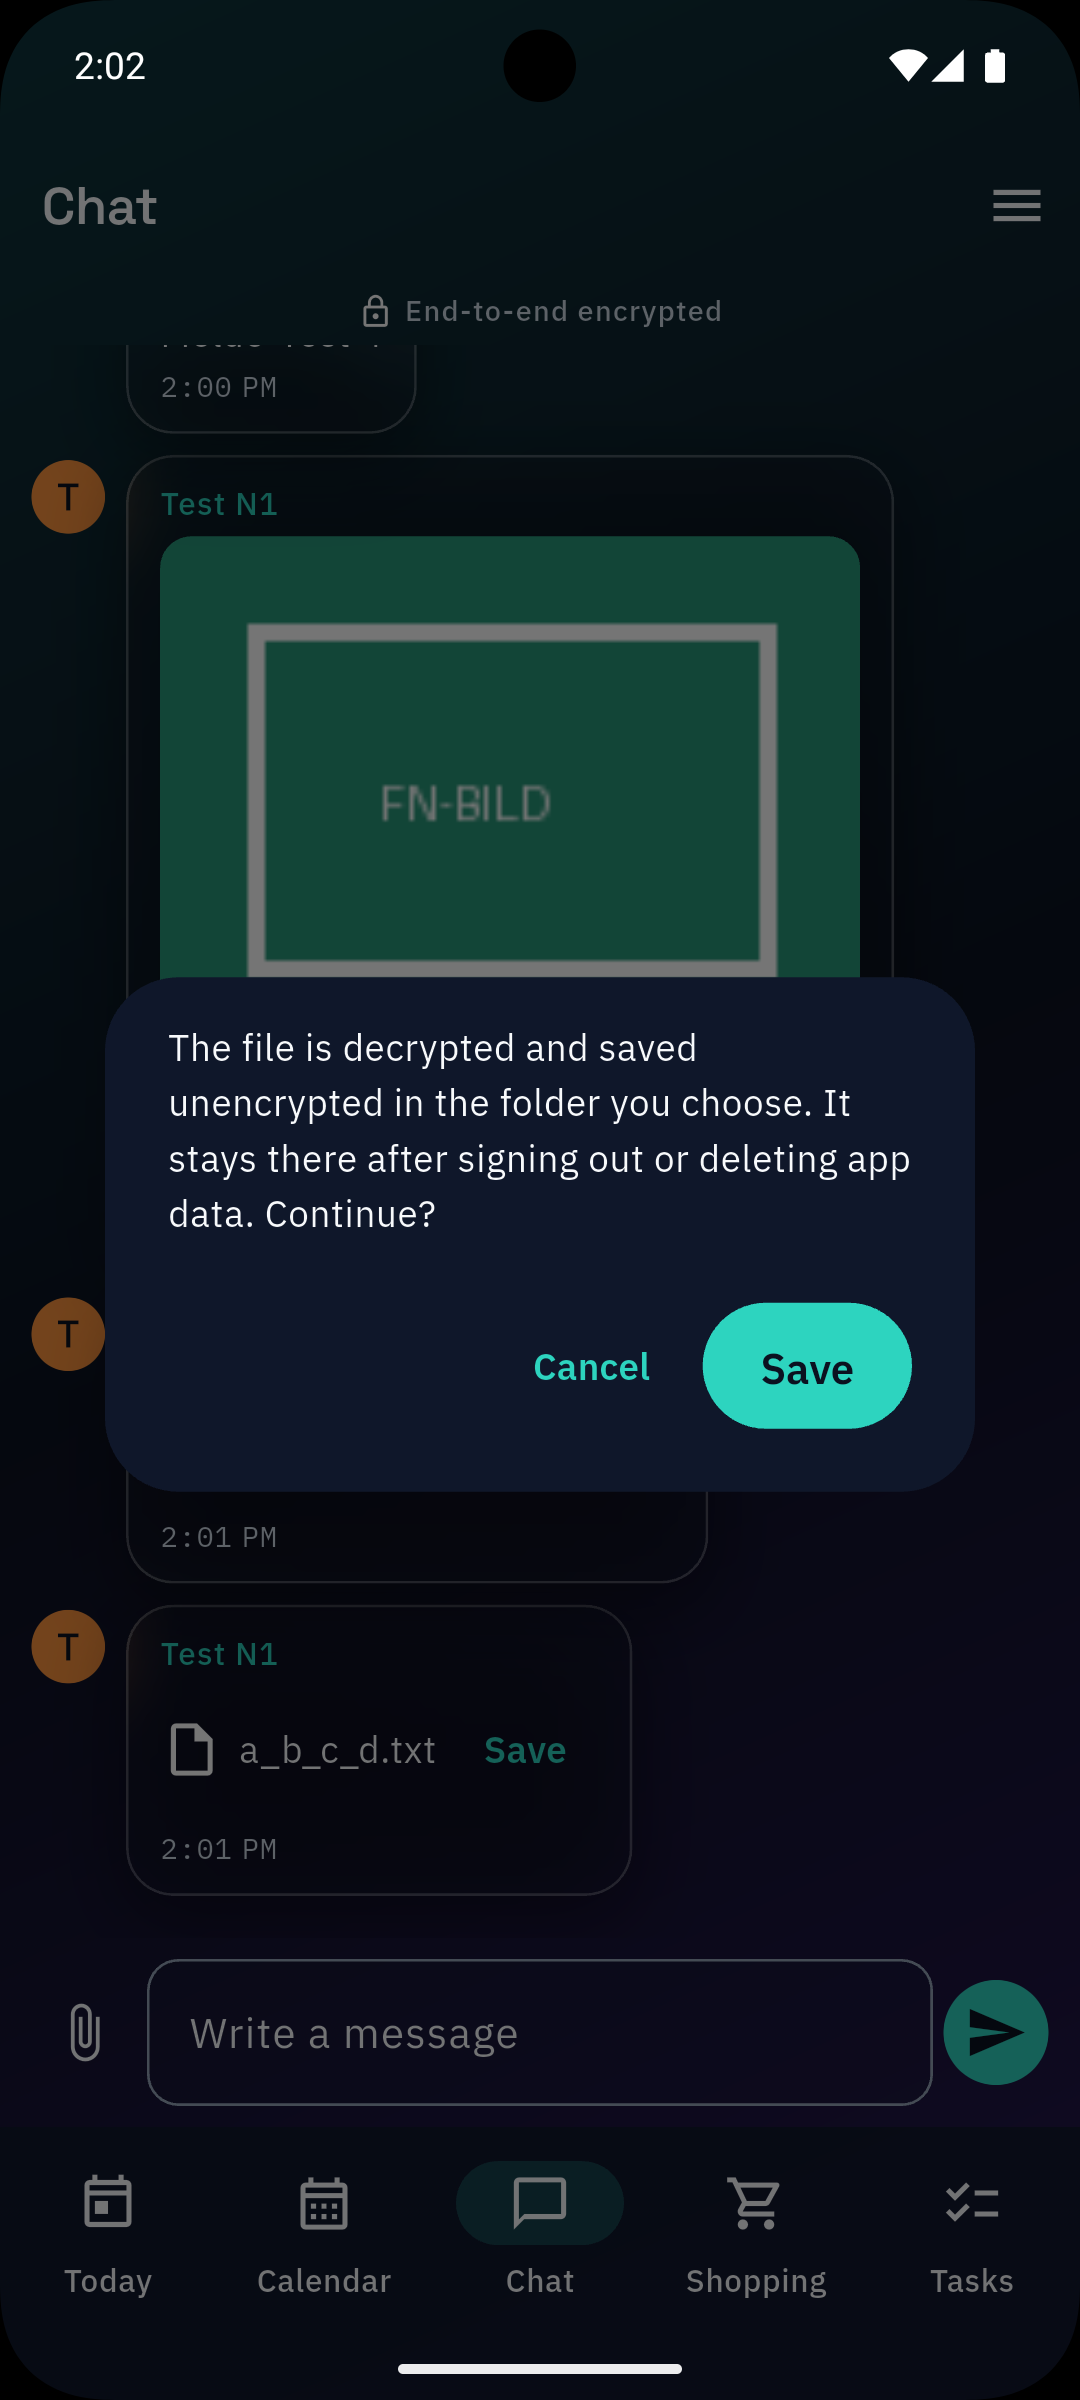 2:02
Chat
End-to-end encrypted
2:00 PM
T
Test N1
FN-BILD
The file is decrypted and saved
unencrypted in the folder you choose. It
stays there after signing out or deleting app
data. Continue?
T
Cancel
Save
2:01 PM
T
Test N1
a_b_c_d.txt
Save
2:01 PM
Write a message
Today
Calendar
Chat
Shopping
Tasks